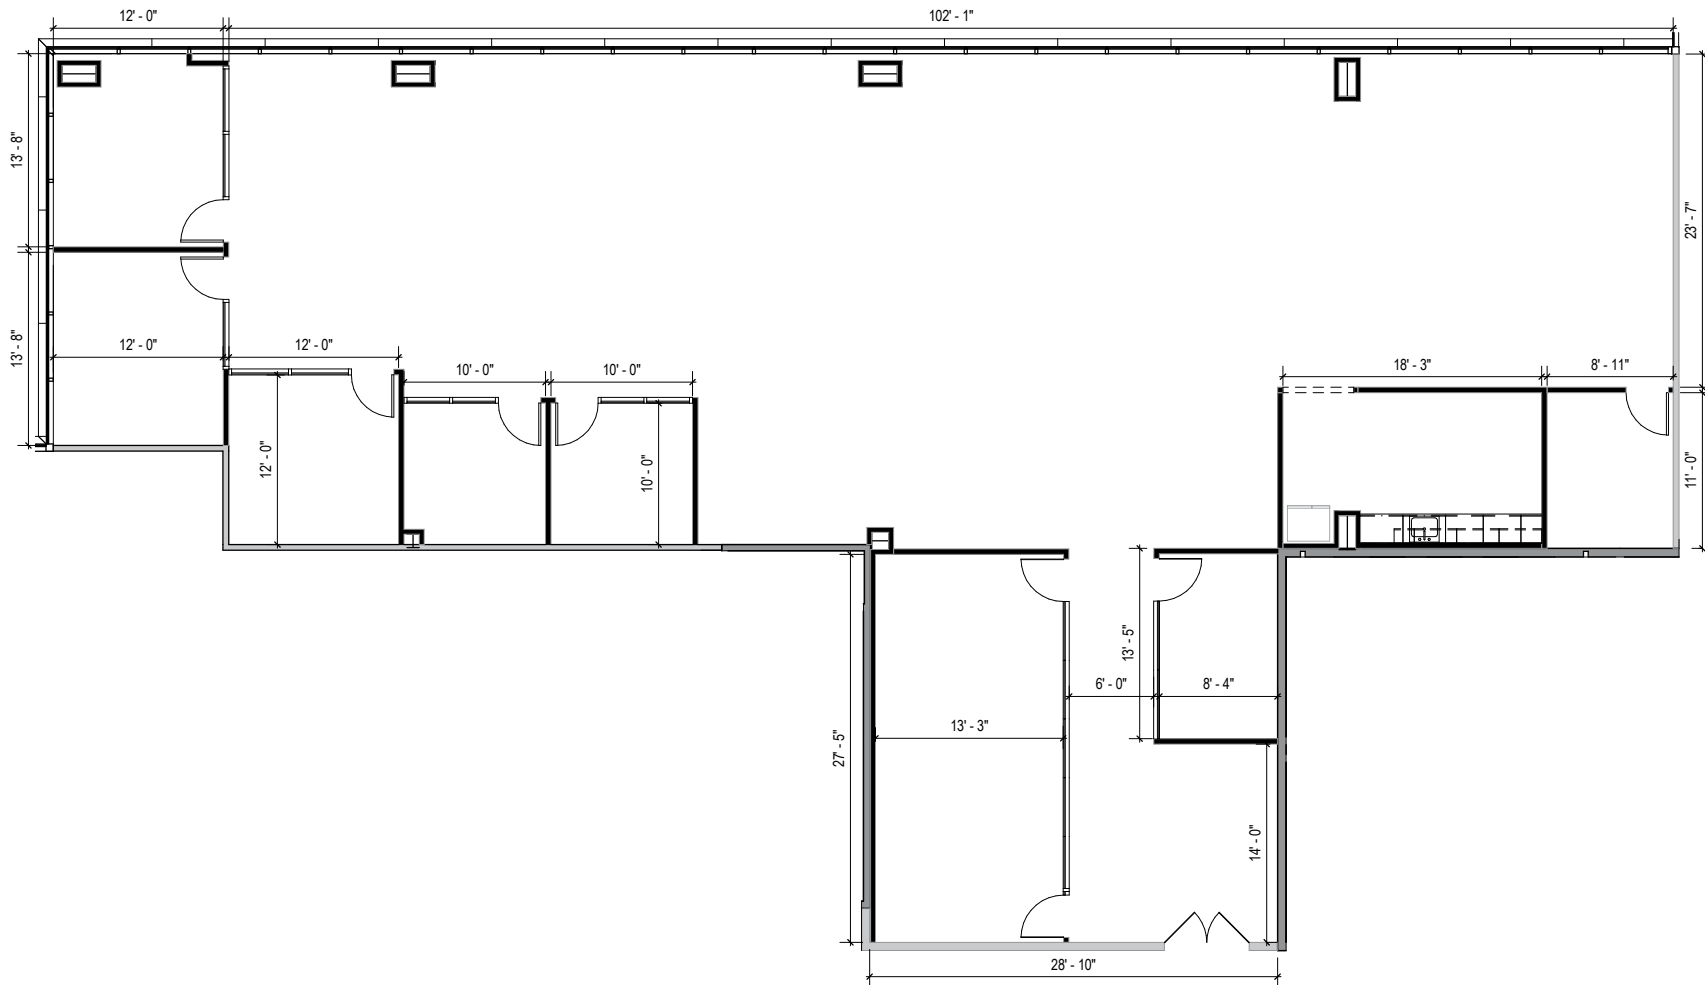 12' - 0"
102' - 1"
13' - 8"
23' - 7"
13' - 8"
12' - 0"
12' - 0"
10' - 0"
10' - 0"
18' - 3"
8' - 11"
12' - 0"
10' - 0"
11' - 0"
13' - 5"
6' - 0"
8' - 4"
13' - 3"
27' - 5"
14' - 0"
28' - 10"